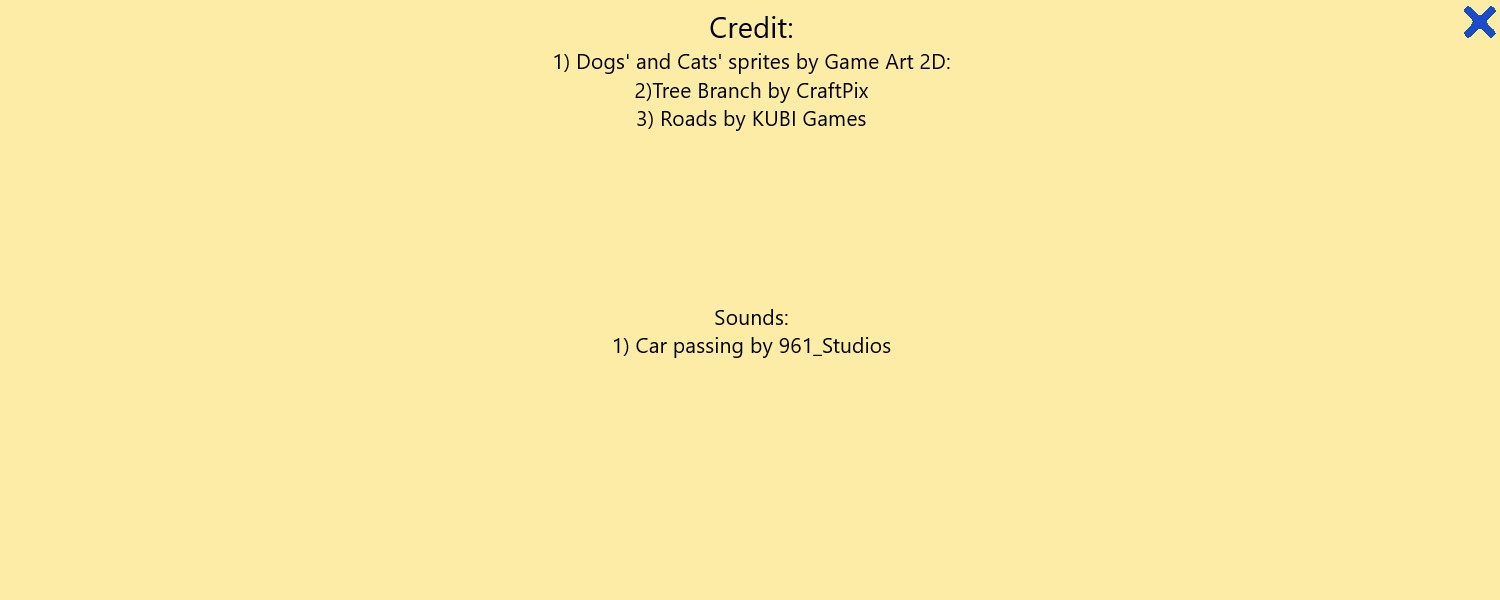 Credit:
1) Dogs' and Cats' sprites by Game Art 2D:
2)Tree Branch by CraftPix
3) Roads by KUBI Games
Sounds:
1) Car passing by 961_Studios